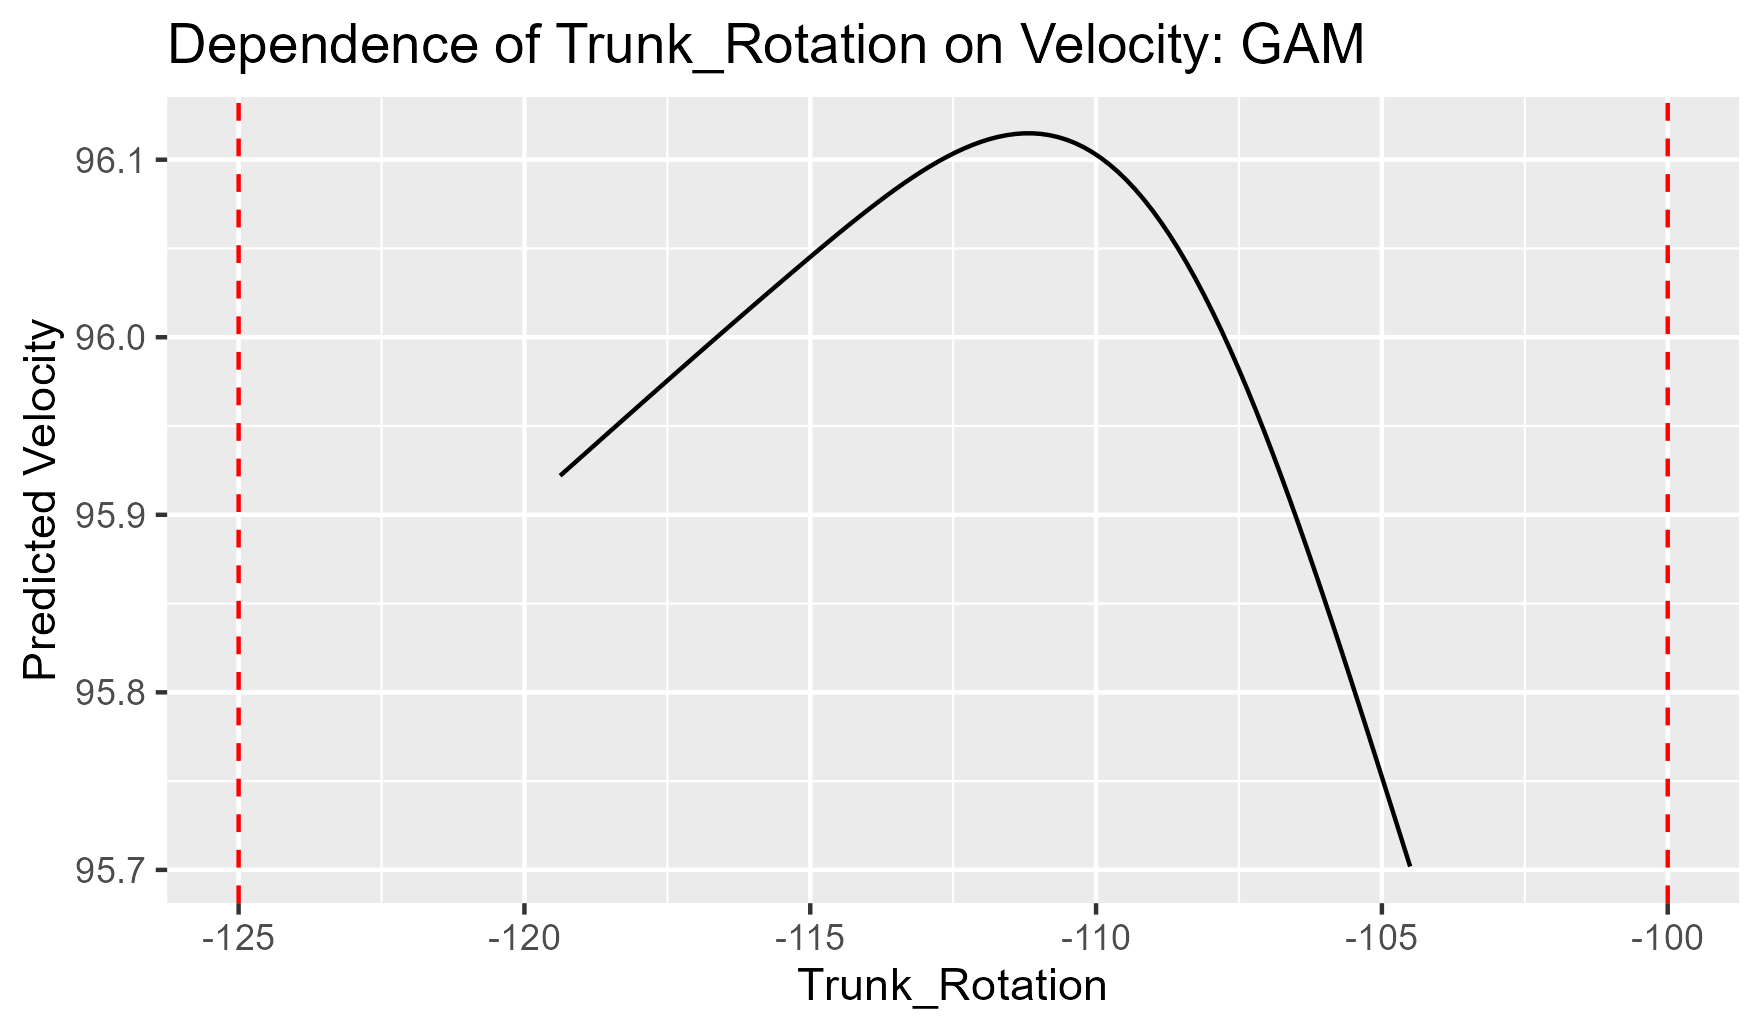 Dependence of Trunk_Rotation on Velocity: GAM
Predicted Velocity
96.1
96.0
95.9
95.8
95.7
-125 -120 -115 -110 -105 -100
Trunk_Rotation